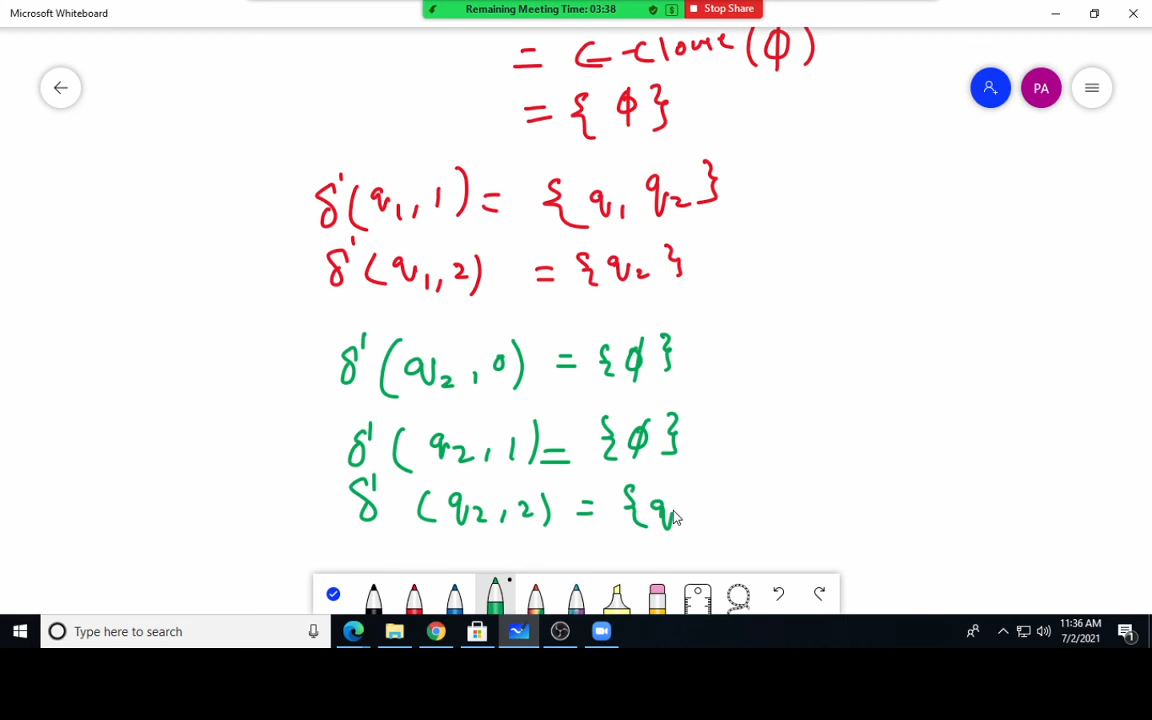 Remaining Meeting Time: 03:38
Stop Share
Microsoft Whiteboard
= ε-closure(ϕ)
PA
= {ϕ}
δ'(q₁, 1) = {q₁ q₂}
δ'(q₁, 2) = {q₂}
δ'(q₂, 0) = {ϕ}
δ'(q₂, 1) = {ϕ}
δ'(q₂, 2) = {q
Type here to search
11:36 AM
7/2/2021
1